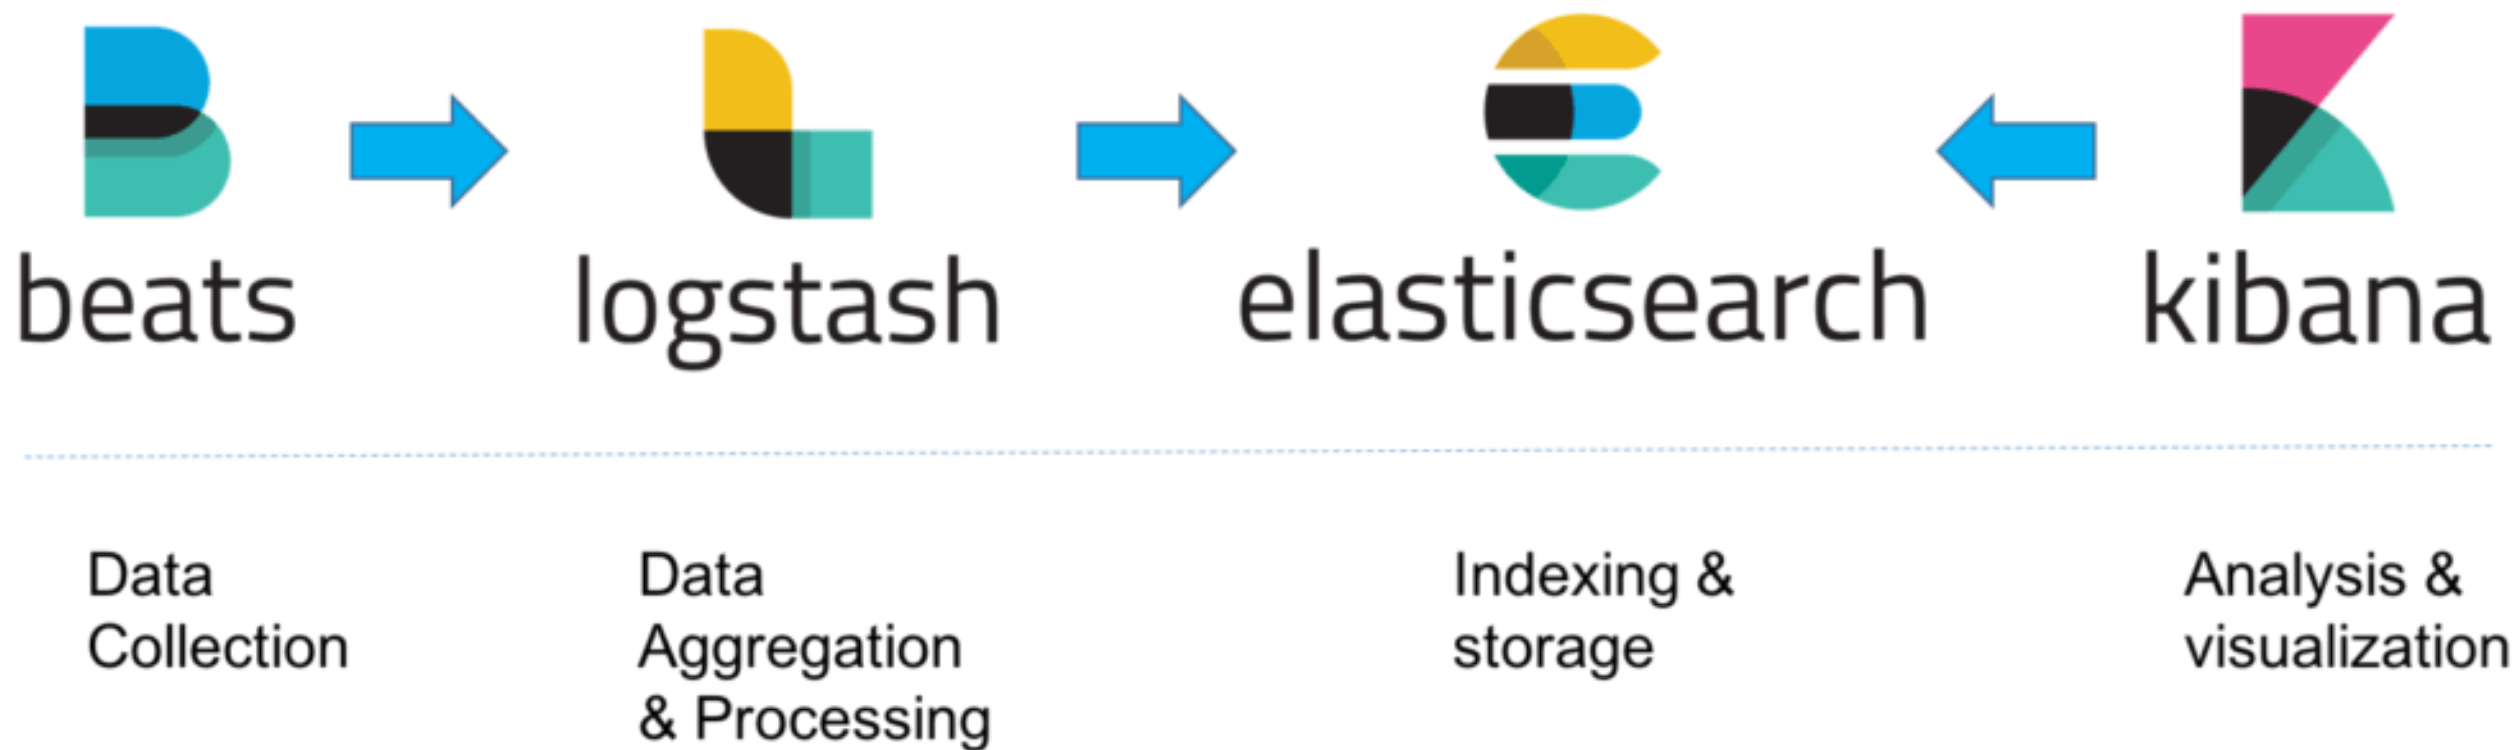 beats
logstash
elasticsearch
kibana
Data
Collection
Data
Aggregation
& Processing
Indexing &
storage
Analysis &
visualization